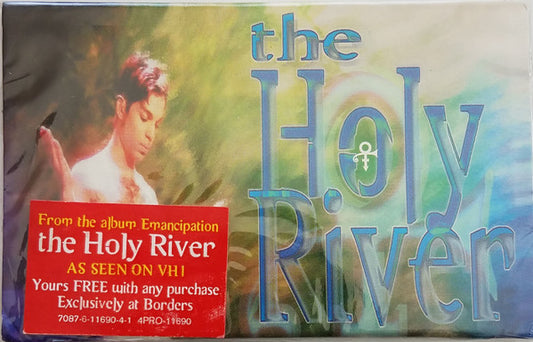 the
Holy
River
From the album Emancipation
the Holy River
AS SEEN ON VH1
Yours FREE with any purchase
Exclusively at Borders
7087-6-11690-4-1 4PRO-11690